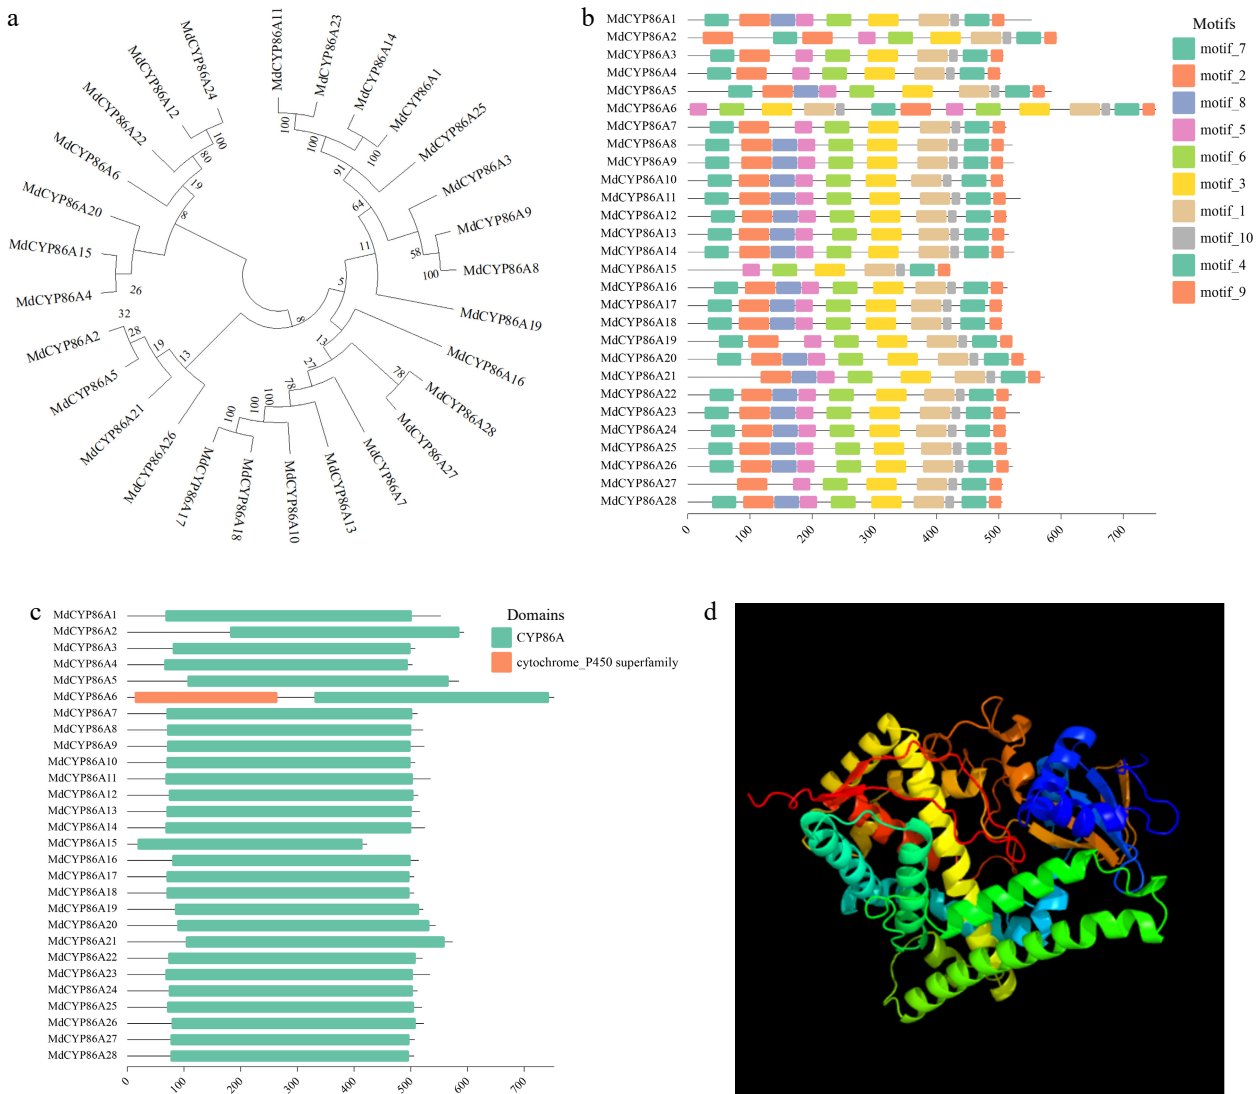 a
MdCYP86A11
MdCYP86A23
MdCYP86A14
MdCYP86A1
MdCYP86A25
MdCYP86A3
MdCYP86A9
MdCYP86A8
MdCYP86A19
MdCYP86A16
MdCYP86A28
MdCYP86A27
MdCYP86A7
MdCYP86A13
MdCYP86A10
MdCYP86A18
MdCYP86A17
MdCYP86A26
MdCYP86A21
MdCYP86A5
MdCYP86A2
MdCYP86A4
MdCYP86A15
MdCYP86A20
MdCYP86A6
MdCYP86A22
MdCYP86A12
MdCYP86A24
100
100
100
91
64
11
58
100
5
8
13
78
27
78
100
100
100
13
19
28
32
26
8
19
80
100
b
MdCYP86A1
MdCYP86A2
MdCYP86A3
MdCYP86A4
MdCYP86A5
MdCYP86A6
MdCYP86A7
MdCYP86A8
MdCYP86A9
MdCYP86A10
MdCYP86A11
MdCYP86A12
MdCYP86A13
MdCYP86A14
MdCYP86A15
MdCYP86A16
MdCYP86A17
MdCYP86A18
MdCYP86A19
MdCYP86A20
MdCYP86A21
MdCYP86A22
MdCYP86A23
MdCYP86A24
MdCYP86A25
MdCYP86A26
MdCYP86A27
MdCYP86A28
0 100 200 300 400 500 600 700
Motifs
motif_7
motif_2
motif_8
motif_5
motif_6
motif_3
motif_1
motif_10
motif_4
motif_9
c
MdCYP86A1
MdCYP86A2
MdCYP86A3
MdCYP86A4
MdCYP86A5
MdCYP86A6
MdCYP86A7
MdCYP86A8
MdCYP86A9
MdCYP86A10
MdCYP86A11
MdCYP86A12
MdCYP86A13
MdCYP86A14
MdCYP86A15
MdCYP86A16
MdCYP86A17
MdCYP86A18
MdCYP86A19
MdCYP86A20
MdCYP86A21
MdCYP86A22
MdCYP86A23
MdCYP86A24
MdCYP86A25
MdCYP86A26
MdCYP86A27
MdCYP86A28
0 100 200 300 400 500 600 700
Domains
CYP86A
cytochrome_P450 superfamily
d